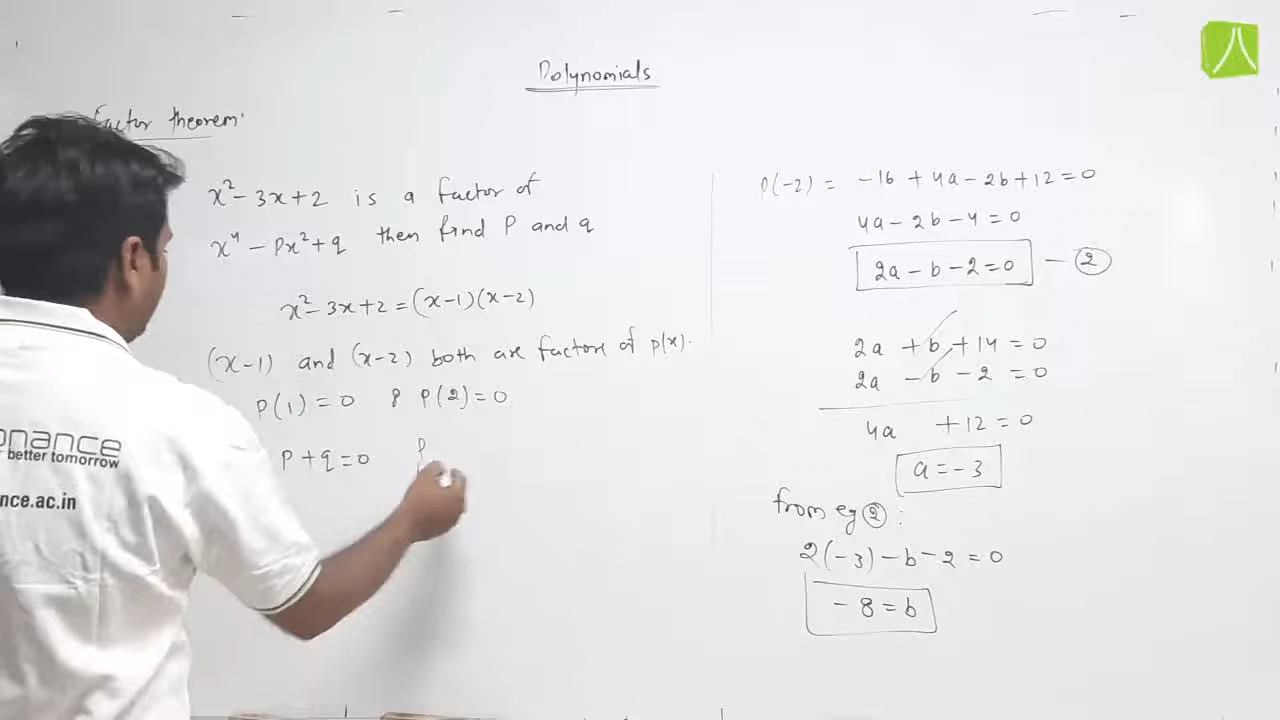 Polynomials
Factor theorem:
x² - 3x + 2 is a factor of
x⁴ - Px² + q then find P and q
x² - 3x + 2 = (x-1)(x-2)
(x-1) and (x-2) both are factors of p(x).
P(1) = 0 & P(2) = 0
P + q = 0
P(-2) = -16 + 4a - 2b + 12 = 0
4a - 2b - 4 = 0
2a - b - 2 = 0 — ②
2a + b + 14 = 0
2a - b - 2 = 0
4a + 12 = 0
a = -3
from eq ② :
2(-3) - b - 2 = 0
-8 = b
onance
better tomorrow
nce.ac.in